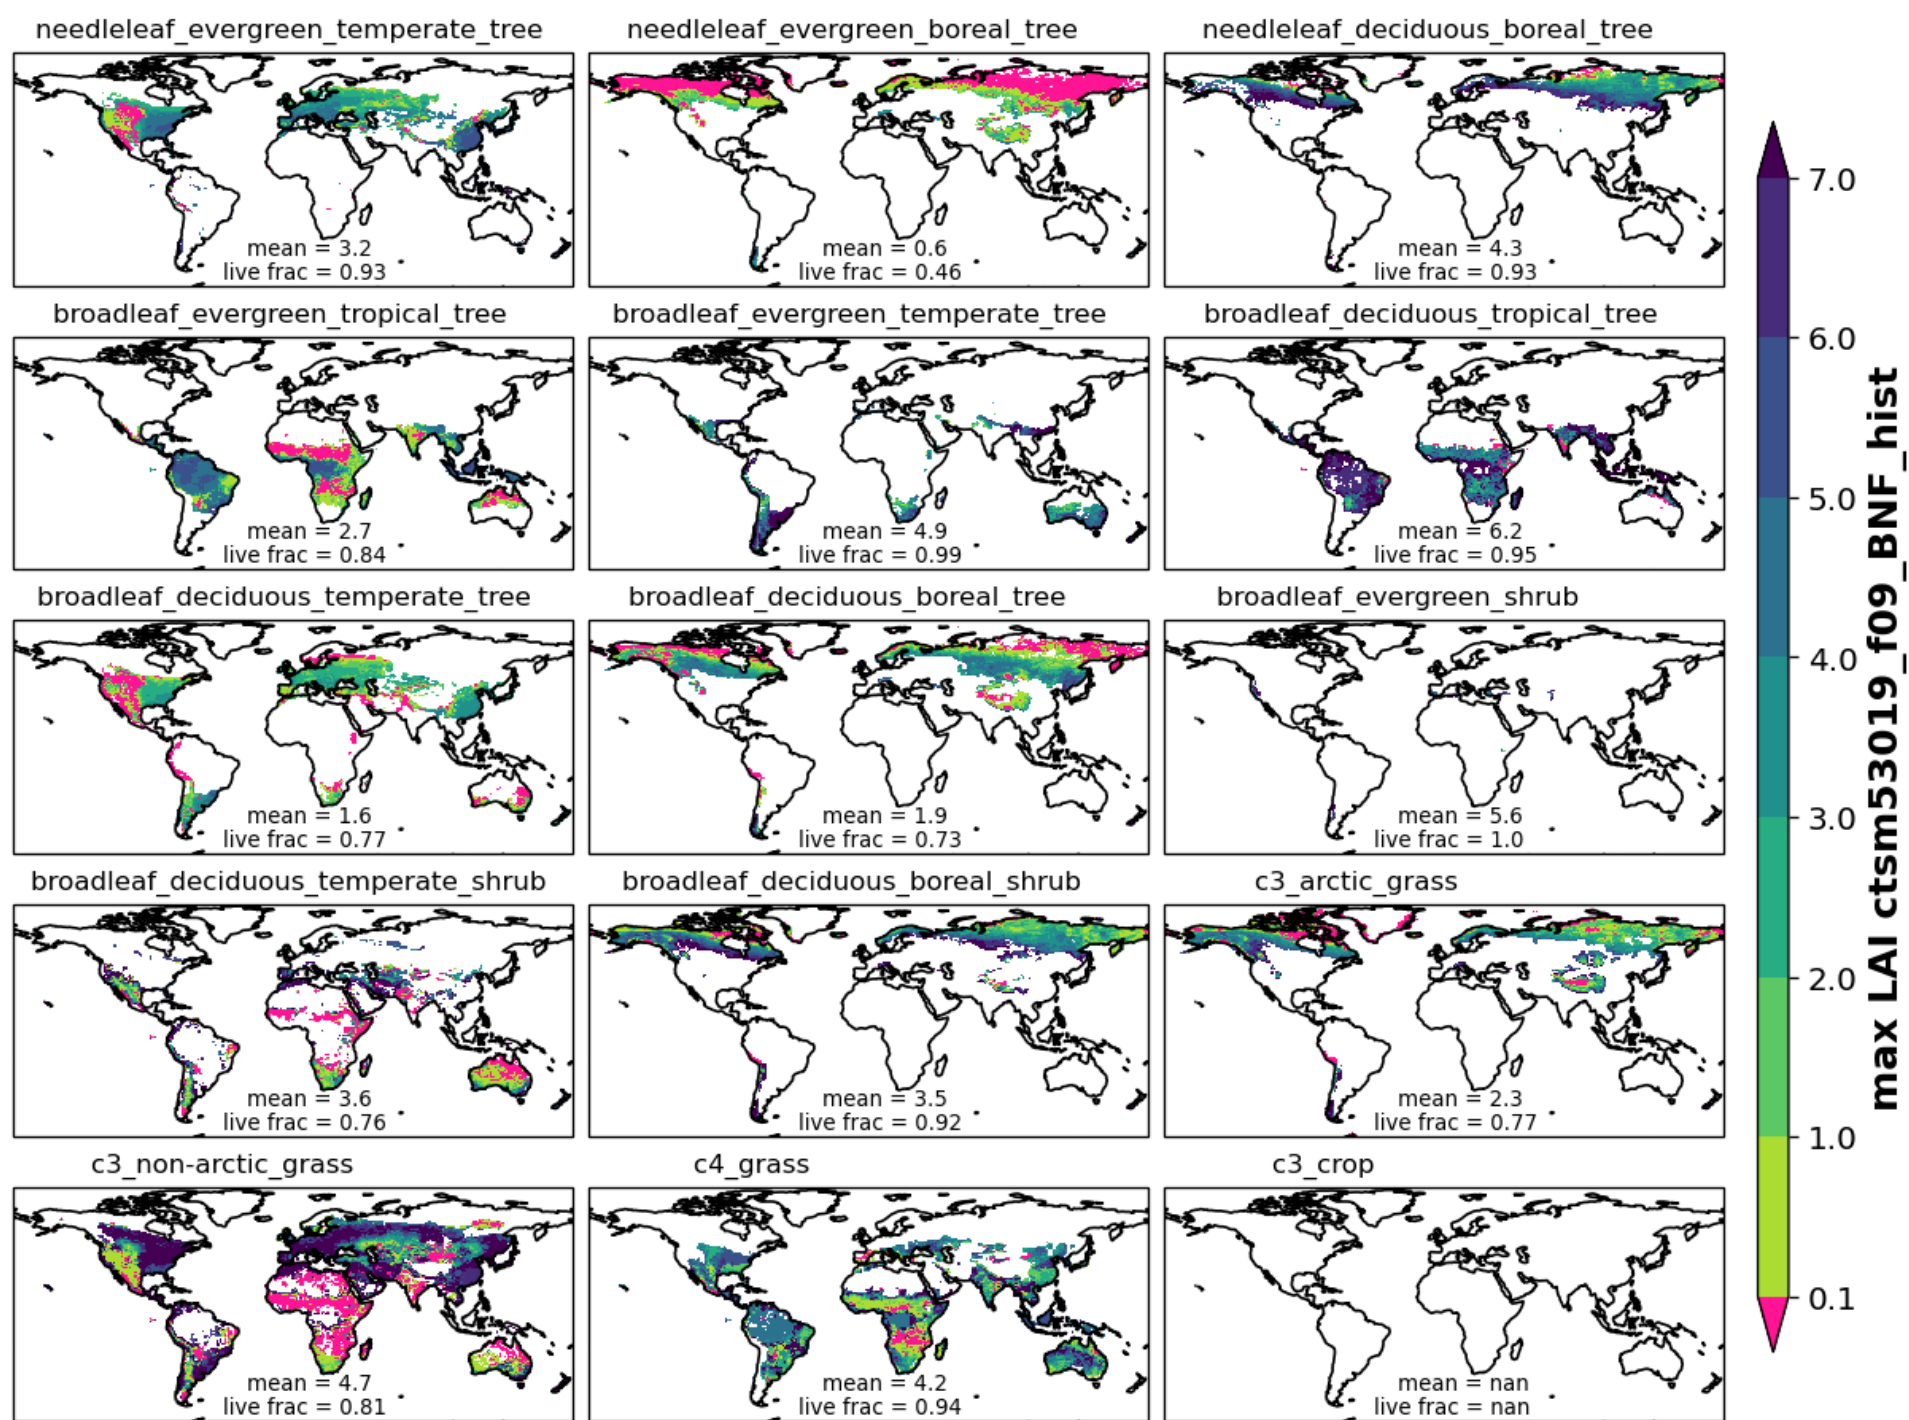 needleleaf_evergreen_temperate_tree
needleleaf_evergreen_boreal_tree
needleleaf_deciduous_boreal_tree
mean = 3.2
live frac = 0.93
mean = 0.6
live frac = 0.46
mean = 4.3
live frac = 0.93
broadleaf_evergreen_tropical_tree
broadleaf_evergreen_temperate_tree
broadleaf_deciduous_tropical_tree
mean = 2.7
live frac = 0.84
mean = 4.9
live frac = 0.99
mean = 6.2
live frac = 0.95
broadleaf_deciduous_temperate_tree
broadleaf_deciduous_boreal_tree
broadleaf_evergreen_shrub
mean = 1.6
live frac = 0.77
mean = 1.9
live frac = 0.73
mean = 5.6
live frac = 1.0
broadleaf_deciduous_temperate_shrub
broadleaf_deciduous_boreal_shrub
c3_arctic_grass
mean = 3.6
live frac = 0.76
mean = 3.5
live frac = 0.92
mean = 2.3
live frac = 0.77
c3_non-arctic_grass
c4_grass
c3_crop
mean = 4.7
live frac = 0.81
mean = 4.2
live frac = 0.94
mean = nan
live frac = nan
7.0
6.0
5.0
4.0
3.0
2.0
1.0
0.1
max LAI ctsm53019_f09_BNF_hist